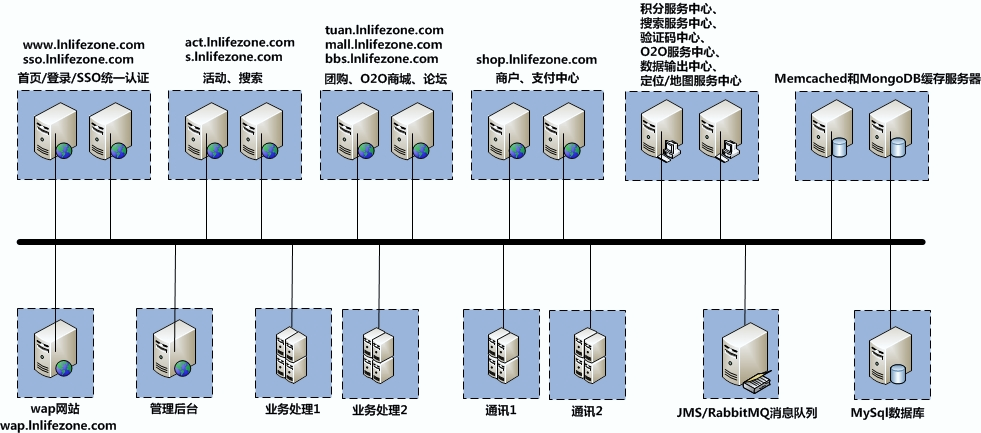 www.lnlifezone.com
sso.lnlifezone.com
首页/登录/SSO统一认证
act.lnlifezone.com
s.lnlifezone.com
活动、搜索
tuan.lnlifezone.com
mall.lnlifezone.com
bbs.lnlifezone.com
团购、O2O商城、论坛
shop.lnlifezone.com
商户、支付中心
积分服务中心、
搜索服务中心、
验证码中心、
O2O服务中心、
数据输出中心、
定位/地图服务中心
Memcached和MongoDB缓存服务器
wap网站
wap.lnlifezone.com
管理后台
业务处理1
业务处理2
通讯1
通讯2
JMS/RabbitMQ消息队列
MySql数据库